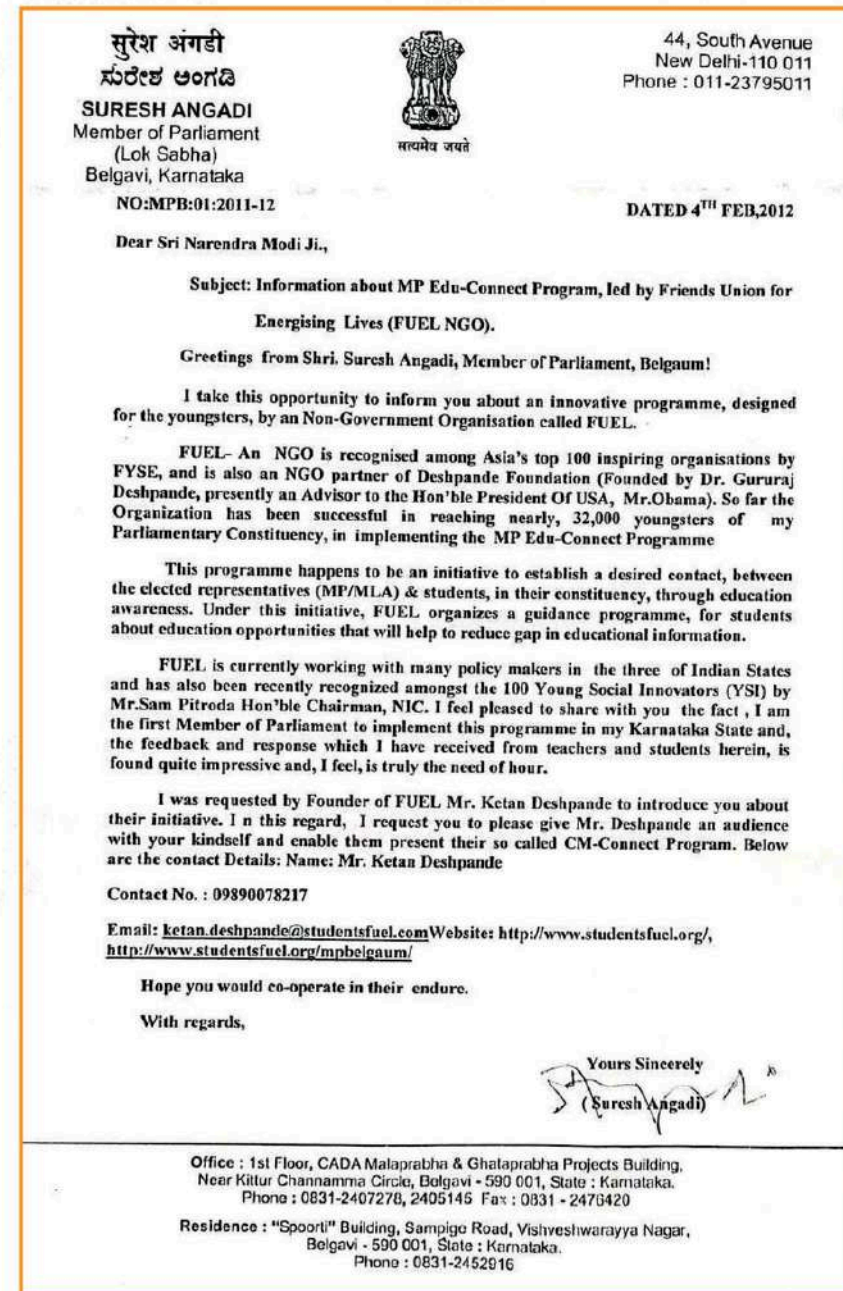 सुरेश अंगडी
ಸುರೇಶ ಅಂಗಡಿ
SURESH ANGADI
Member of Parliament
(Lok Sabha)
Belgavi, Karnataka
सत्यमेव जयते
44, South Avenue
New Delhi-110 011
Phone : 011-23795011
NO:MPB:01:2011-12
DATED 4TH FEB,2012
Dear Sri Narendra Modi Ji.,
Subject: Information about MP Edu-Connect Program, led by Friends Union for
Energising Lives (FUEL NGO).
Greetings from Shri. Suresh Angadi, Member of Parliament, Belgaum!
I take this opportunity to inform you about an innovative programme, designed
for the youngsters, by an Non-Government Organisation called FUEL.
FUEL- An NGO is recognised among Asia's top 100 inspiring organisations by
FYSE, and is also an NGO partner of Deshpande Foundation (Founded by Dr. Gururaj
Deshpande, presently an Advisor to the Hon'ble President Of USA, Mr.Obama). So far the
Organization has been successful in reaching nearly, 32,000 youngsters of my
Parliamentary Constituency, in implementing the MP Edu-Connect Programme
This programme happens to be an initiative to establish a desired contact, between
the elected representatives (MP/MLA) & students, in their constituency, through education
awareness. Under this initiative, FUEL organizes a guidance programme, for students
about education opportunities that will help to reduce gap in educational information.
FUEL is currently working with many policy makers in the three of Indian States
and has also been recently recognized amongst the 100 Young Social Innovators (YSI) by
Mr.Sam Pitroda Hon'ble Chairman, NIC. I feel pleased to share with you the fact , I am
the first Member of Parliament to implement this programme in my Karnataka State and,
the feedback and response which I have received from teachers and students herein, is
found quite impressive and, I feel, is truly the need of hour.
I was requested by Founder of FUEL Mr. Ketan Deshpande to introduce you about
their initiative. I n this regard, I request you to please give Mr. Deshpande an audience
with your kindself and enable them present their so called CM-Connect Program. Below
are the contact Details: Name: Mr. Ketan Deshpande
Contact No. : 09890078217
Email: ketan.deshpande@studentsfuel.comWebsite: http://www.studentsfuel.org/,
http://www.studentsfuel.org/mpbelgaum/
Hope you would co-operate in their endure.
With regards,
Yours Sincerely
(Suresh Angadi)
Office : 1st Floor, CADA Malaprabha & Ghataprabha Projects Building,
Near Kittur Channamma Circle, Belgavi - 590 001, State : Karnataka.
Phone : 0831-2407278, 2405145 Fax : 0831 - 2476420
Residence : "Spoorti" Building, Sampige Road, Vishveshwarayya Nagar,
Belgavi - 590 001, State : Karnataka.
Phone : 0831-2452916